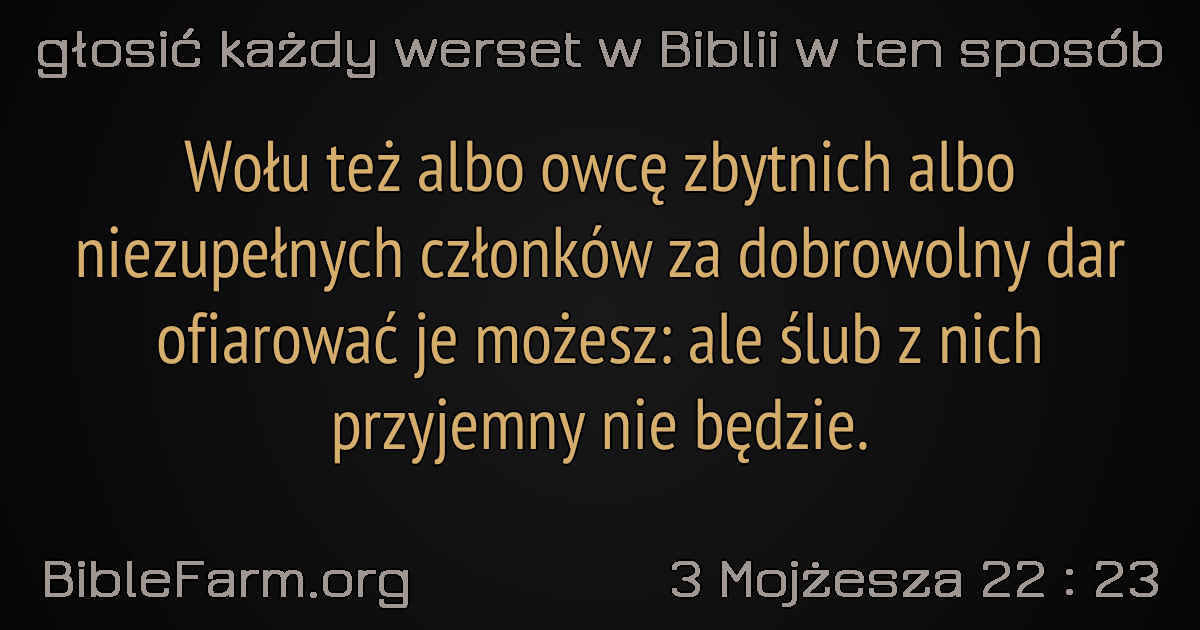 głosić każdy werset w Biblii w ten sposób
Wołu też albo owcę zbytnich albo
niezupełnych członków za dobrowolny dar
ofiarować je możesz: ale ślub z nich
przyjemny nie będzie.
BibleFarm.org
3 Mojżesza 22 : 23